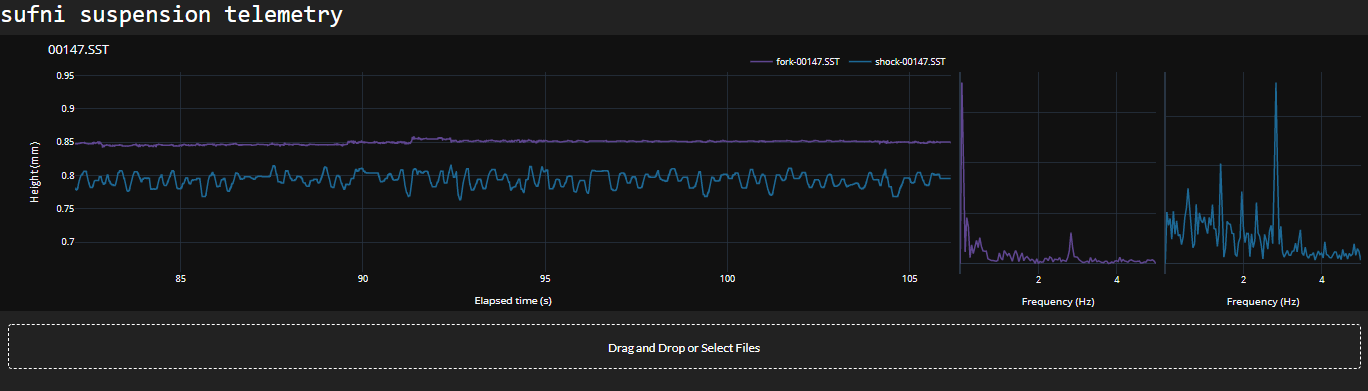 sufni suspension telemetry
00147.SST
fork-00147.SST shock-00147.SST
Height (mm)
0.95
0.9
0.85
0.8
0.75
0.7
85 90 95 100 105
Elapsed time (s)
2 4
Frequency (Hz)
2 4
Frequency (Hz)
Drag and Drop or Select Files